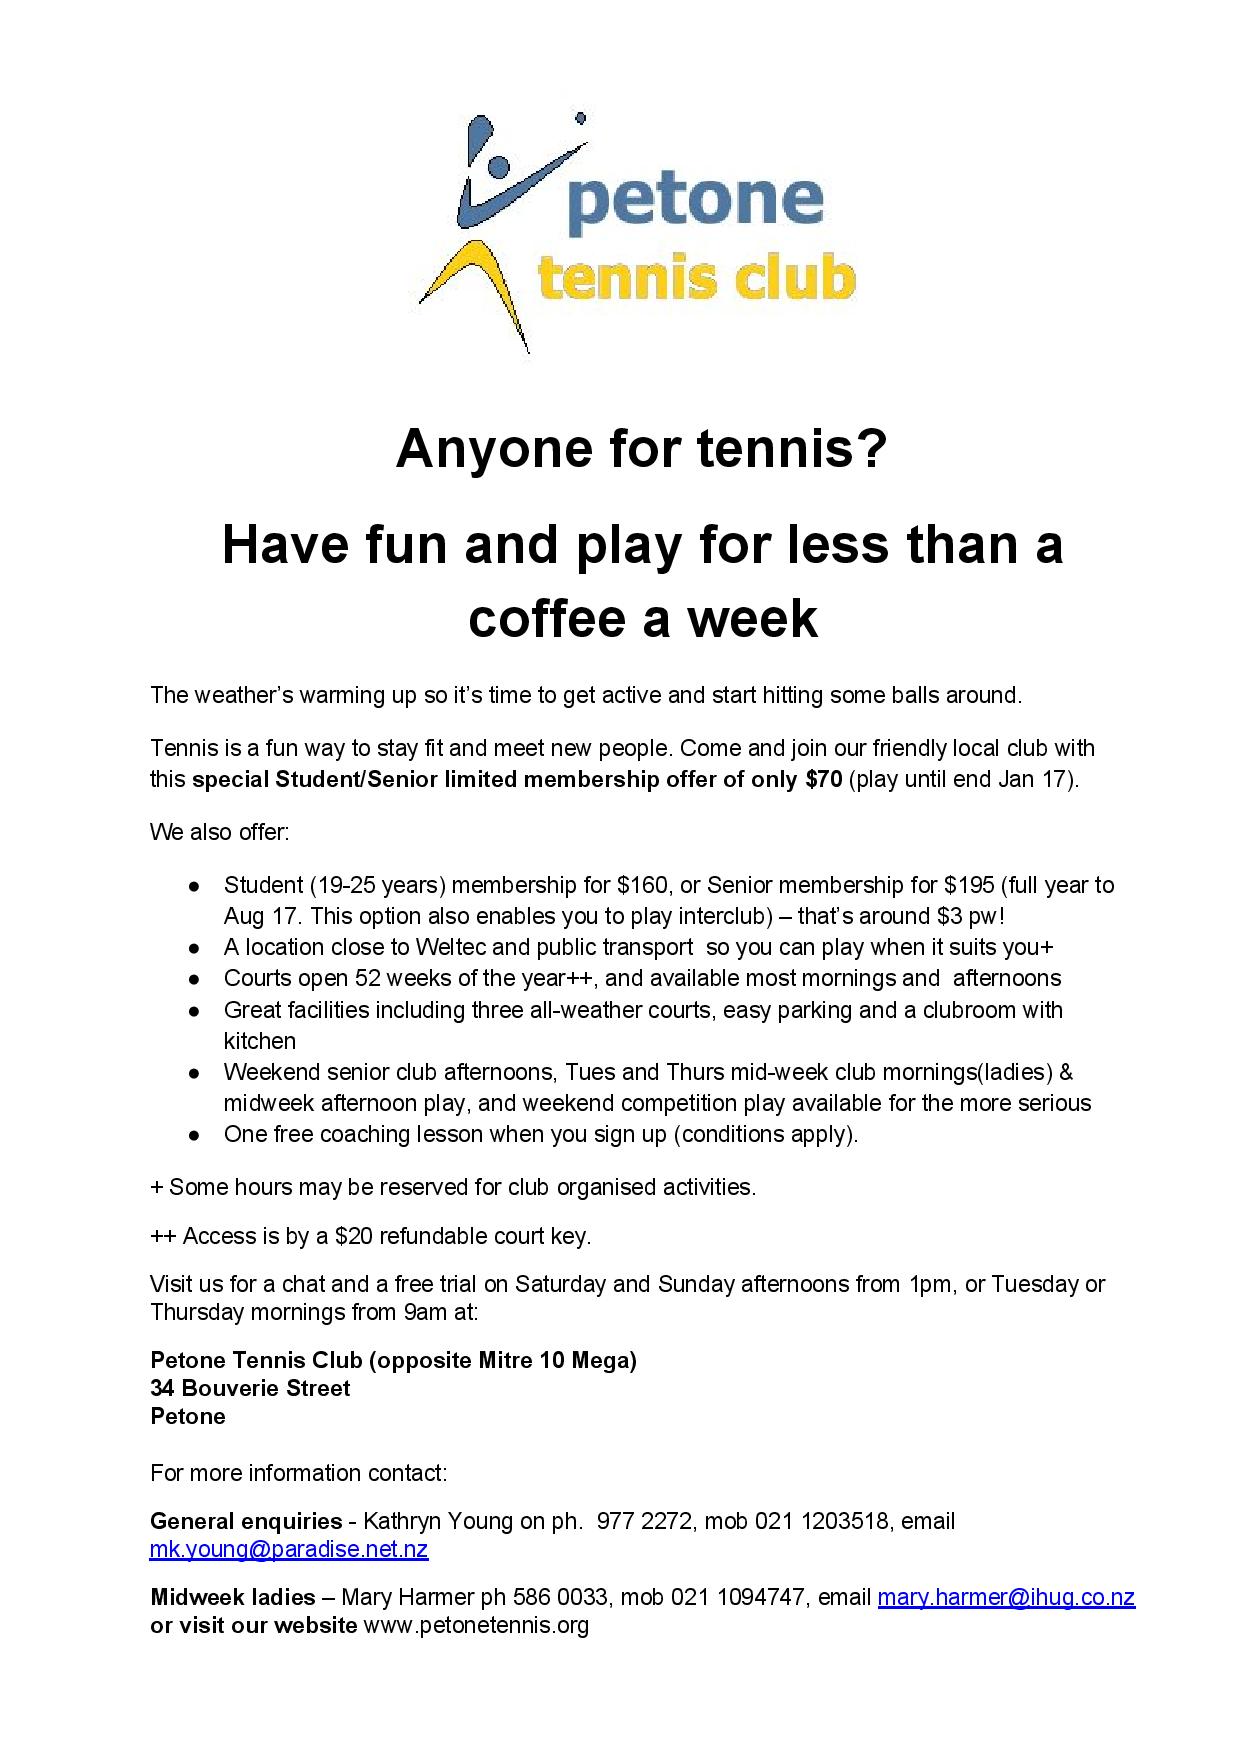 petone
tennis club
Anyone for tennis?
Have fun and play for less than a
coffee a week
The weather’s warming up so it’s time to get active and start hitting some balls around.
Tennis is a fun way to stay fit and meet new people. Come and join our friendly local club with
this special Student/Senior limited membership offer of only $70 (play until end Jan 17).
We also offer:
● Student (19-25 years) membership for $160, or Senior membership for $195 (full year to
Aug 17. This option also enables you to play interclub) – that’s around $3 pw!
● A location close to Weltec and public transport  so you can play when it suits you+
● Courts open 52 weeks of the year++, and available most mornings and  afternoons
● Great facilities including three all-weather courts, easy parking and a clubroom with
kitchen
● Weekend senior club afternoons, Tues and Thurs mid-week club mornings(ladies) &
midweek afternoon play, and weekend competition play available for the more serious
● One free coaching lesson when you sign up (conditions apply).
+ Some hours may be reserved for club organised activities.
++ Access is by a $20 refundable court key.
Visit us for a chat and a free trial on Saturday and Sunday afternoons from 1pm, or Tuesday or
Thursday mornings from 9am at:
Petone Tennis Club (opposite Mitre 10 Mega)
34 Bouverie Street
Petone
For more information contact:
General enquiries - Kathryn Young on ph.  977 2272, mob 021 1203518, email
mk.young@paradise.net.nz
Midweek ladies – Mary Harmer ph 586 0033, mob 021 1094747, email mary.harmer@ihug.co.nz
or visit our website www.petonetennis.org